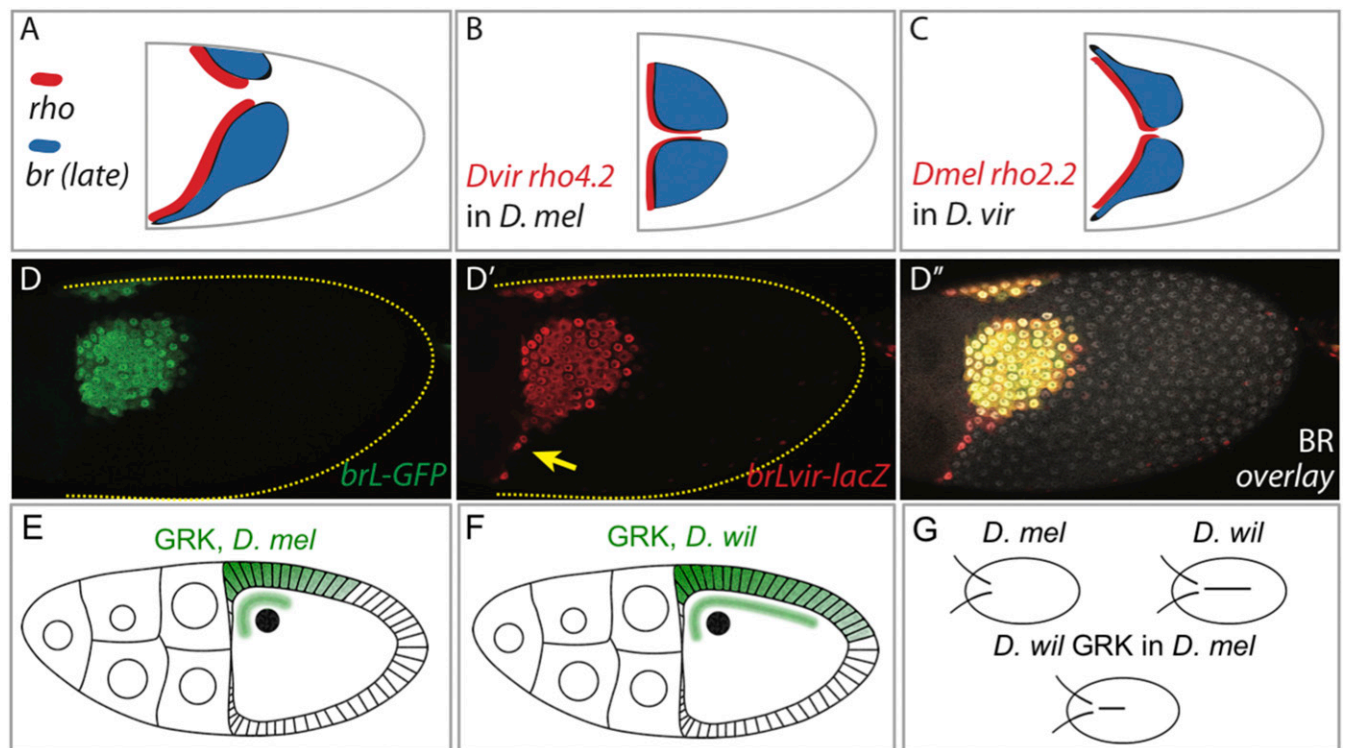 A
rho
br (late)
B
Dvir rho4.2
in D. mel
C
Dmel rho2.2
in D. vir
D
brL-GFP
D′
brLvir-lacZ
D″
BR
overlay
E
GRK, D. mel
F
GRK, D. wil
G
D. mel
D. wil
D. wil GRK in D. mel